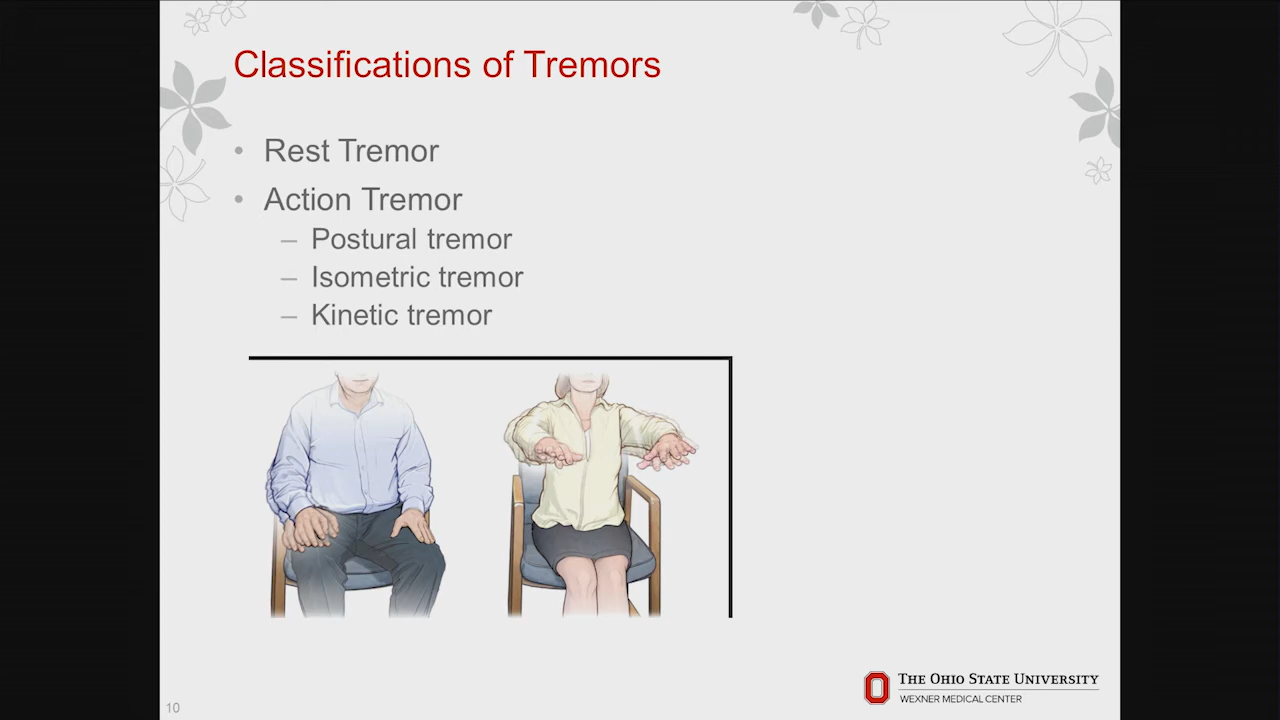 Classifications of Tremors
• Rest Tremor
• Action Tremor
– Postural tremor
– Isometric tremor
– Kinetic tremor
THE OHIO STATE UNIVERSITY
WEXNER MEDICAL CENTER
10